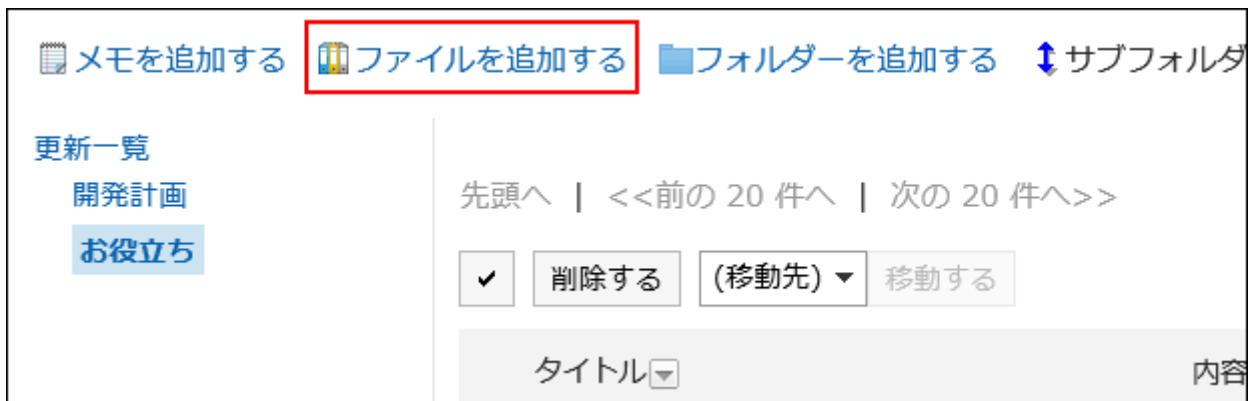 メモを追加する ファイルを追加する フォルダーを追加する サブフォルダ
更新一覧
開発計画
お役立ち
先頭へ | <<前の 20 件へ | 次の 20 件へ>>
削除する (移動先) 移動する
タイトル 内容